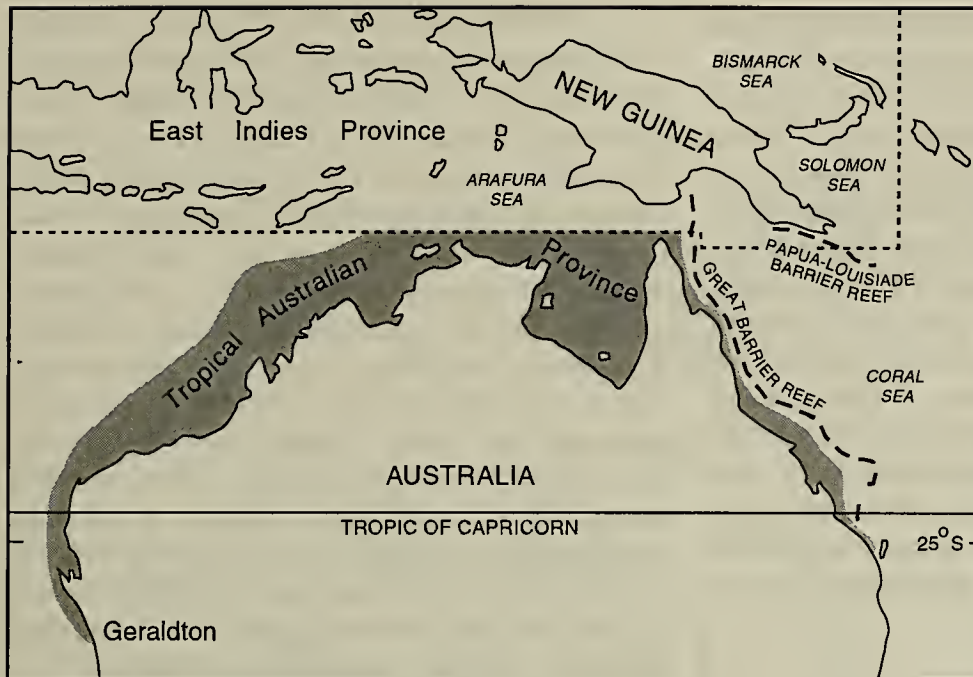 BISMARCK
SEA
NEW GUINEA
East Indies Province
ARAFURA
SEA
SOLOMON
SEA
PAPUA-LOUISIADE
BARRIER REEF
Tropical Australian Province
GREAT BARRIER REEF
CORAL
SEA
AUSTRALIA
TROPIC OF CAPRICORN
25°S
Geraldton